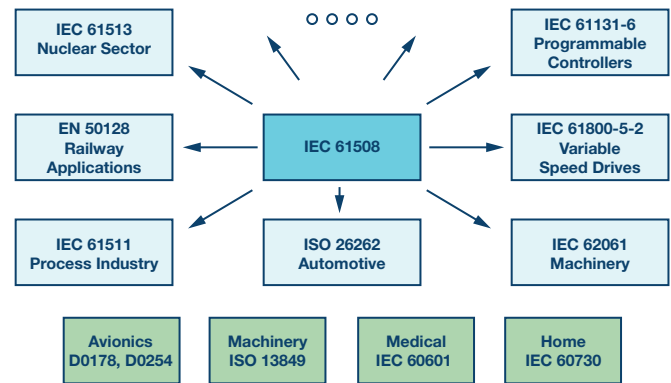 IEC 61513
Nuclear Sector
IEC 61131-6
Programmable
Controllers
EN 50128
Railway
Applications
IEC 61508
IEC 61800-5-2
Variable
Speed Drives
IEC 61511
Process Industry
ISO 26262
Automotive
IEC 62061
Machinery
Avionics
D0178, D0254
Machinery
ISO 13849
Medical
IEC 60601
Home
IEC 60730